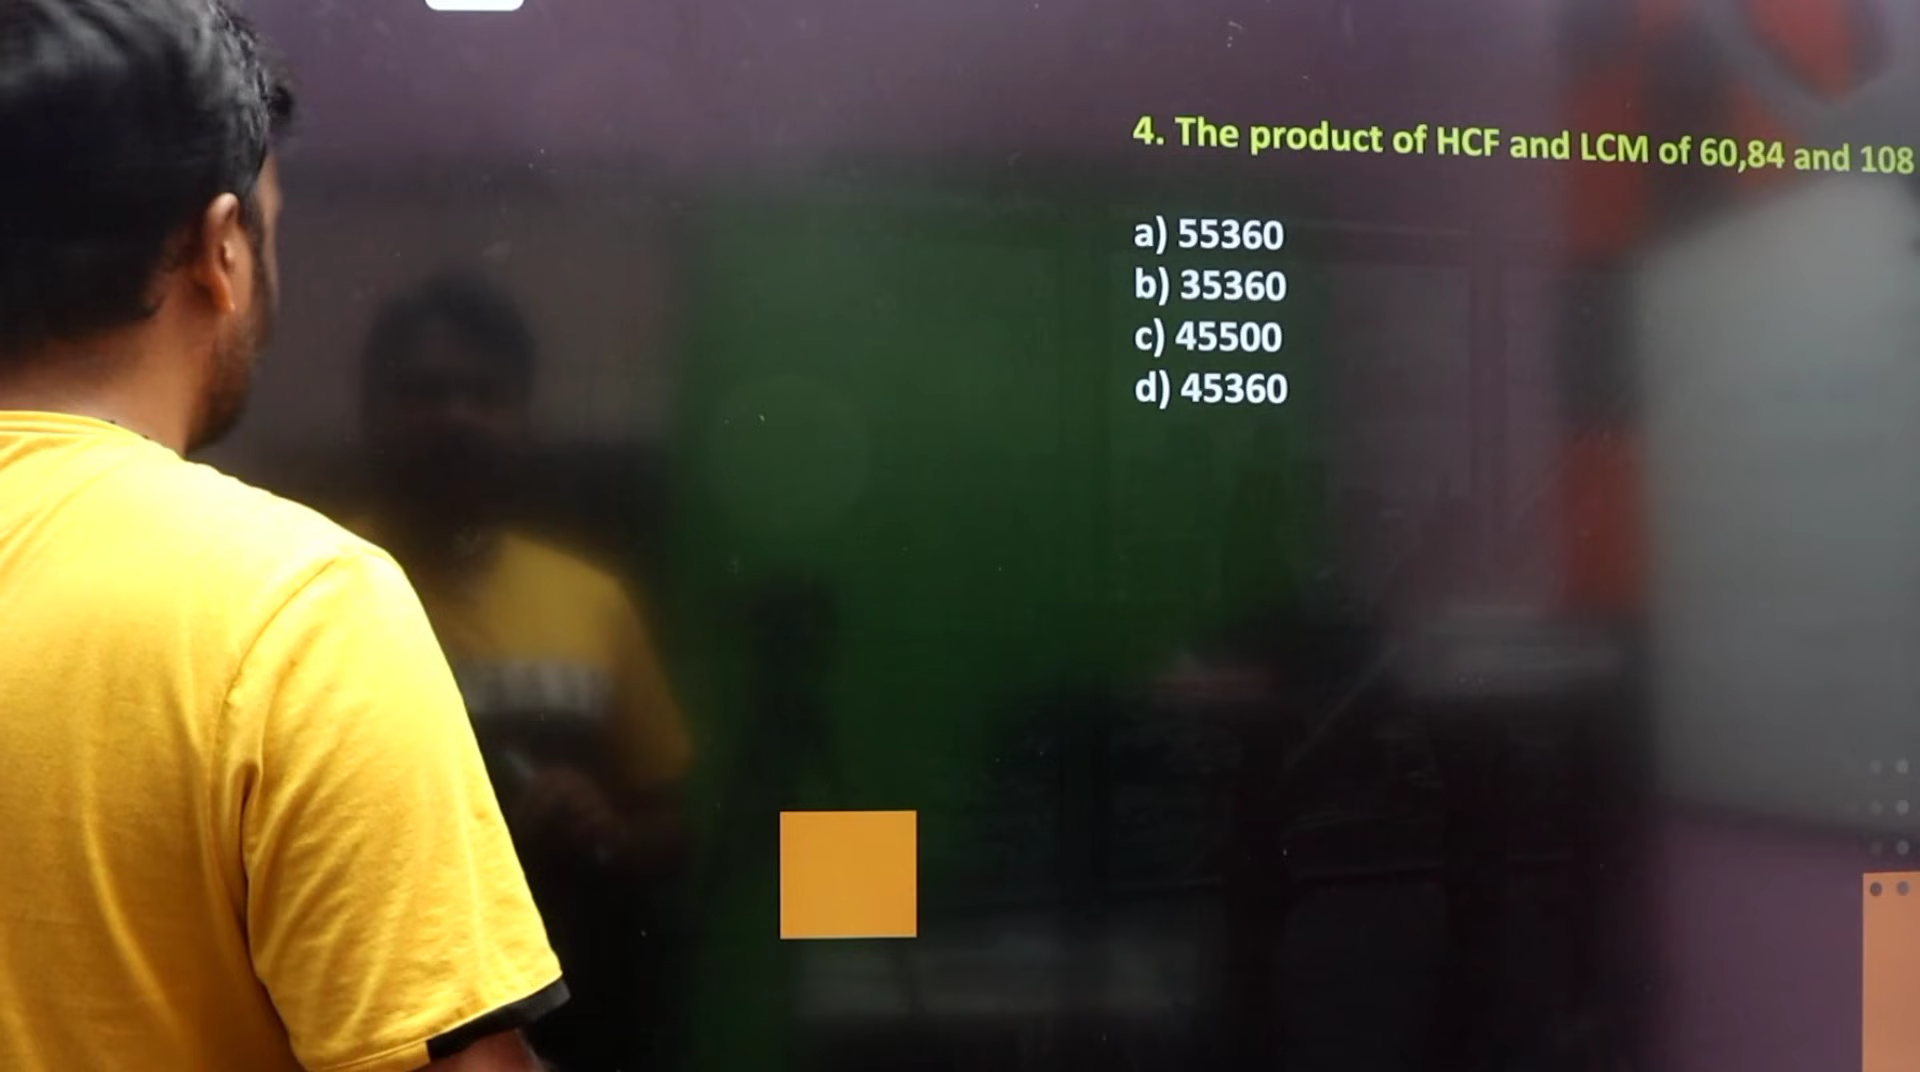 4. The product of HCF and LCM of 60,84 and 108
a) 55360
b) 35360
c) 45500
d) 45360